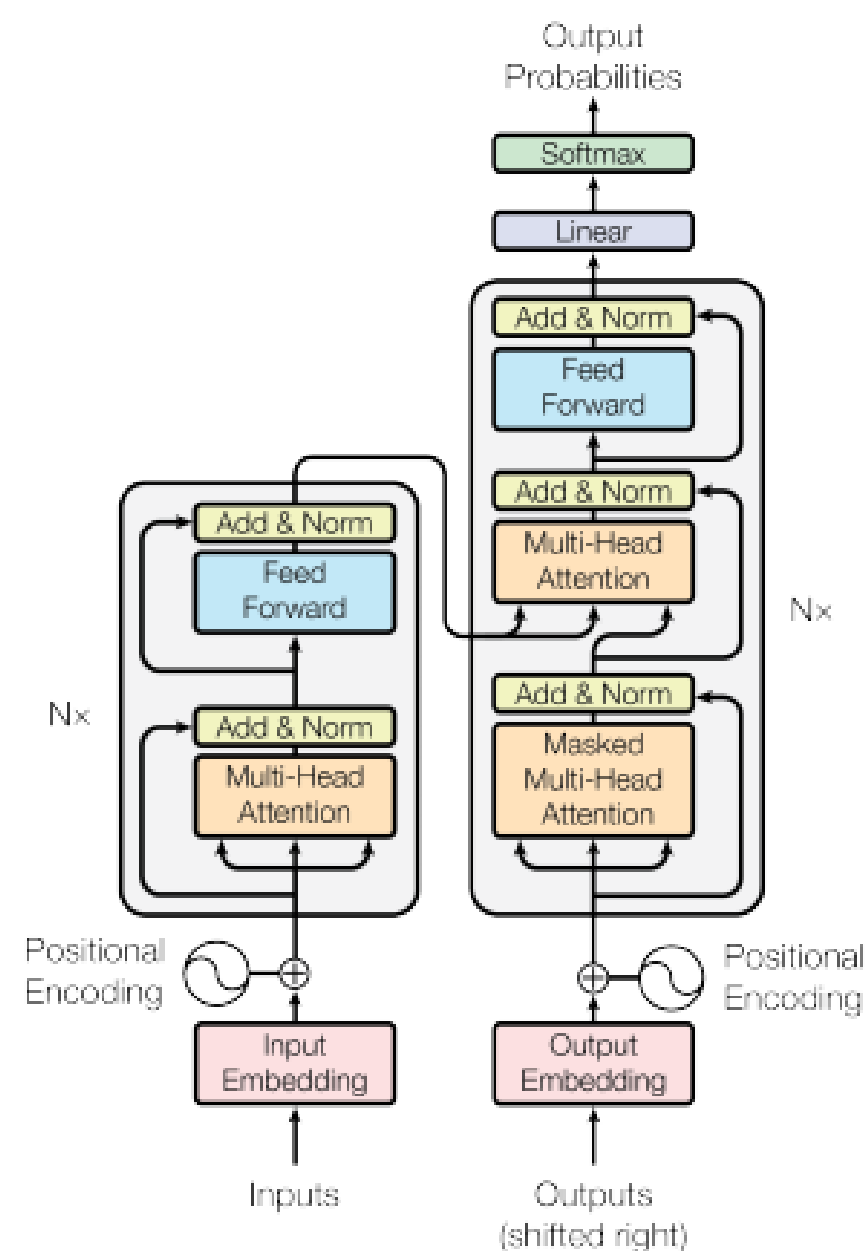 Output
Probabilities
Softmax
Linear
Add & Norm
Feed
Forward
Add & Norm
Multi-Head
Attention
Add & Norm
Masked
Multi-Head
Attention
Nx
Add & Norm
Feed
Forward
Add & Norm
Multi-Head
Attention
Nx
Positional
Encoding
Positional
Encoding
Input
Embedding
Output
Embedding
Inputs
Outputs
(shifted right)